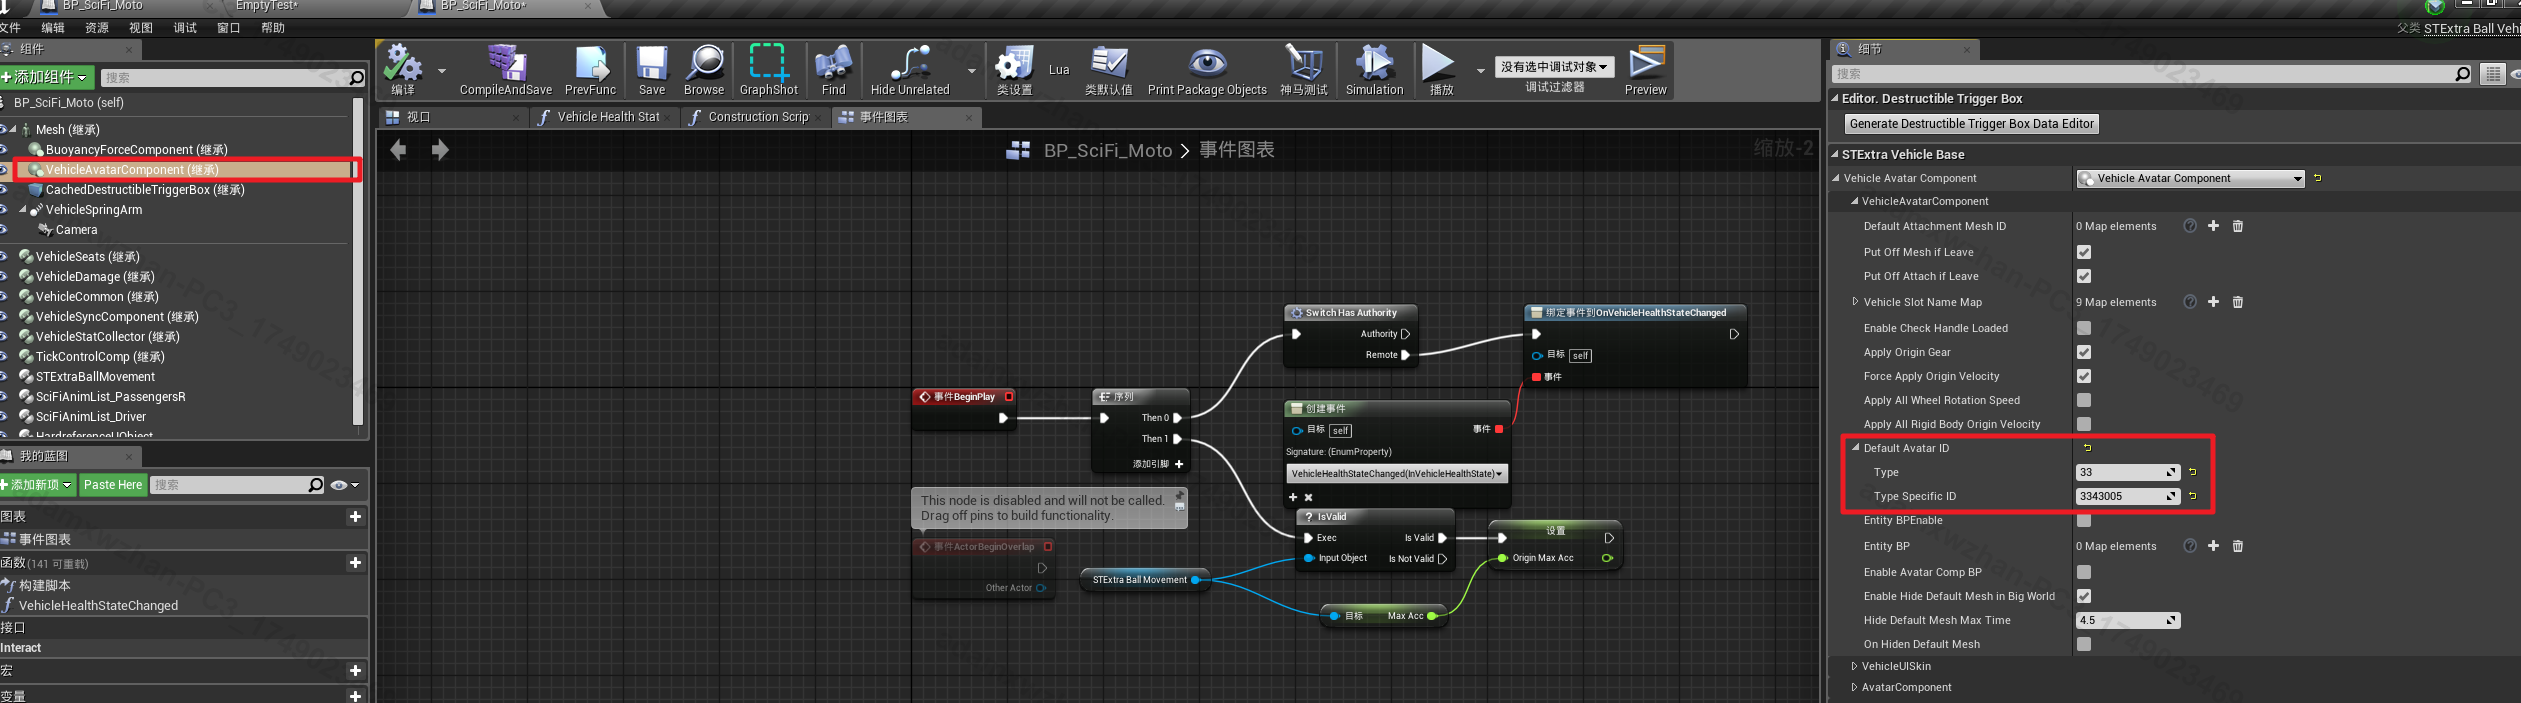 BP_SciFi_Moto
EmptyTest*
BP_SciFi_Moto*
文件 编辑 资源 视图 调试 窗口 帮助
父类 STExtra Ball Vehi
组件
添加组件
搜索
BP_SciFi_Moto (self)
Mesh (继承)
BuoyancyForceComponent (继承)
VehicleAvatarComponent (继承)
CachedDestructibleTriggerBox (继承)
VehicleSpringArm
Camera
VehicleSeats (继承)
VehicleDamage (继承)
VehicleCommon (继承)
VehicleSyncComponent (继承)
VehicleStatCollector (继承)
TickControlComp (继承)
STExtraBallMovement
SciFiAnimList_PassengersR
SciFiAnimList_Driver
HardreferenceUObject
我的蓝图
添加新项
Paste Here
搜索
图表
事件图表
函数 (141 可重载)
构建脚本
VehicleHealthStateChanged
接口
Interact
宏
变量
编译
CompileAndSave
PrevFunc
Save
Browse
GraphShot
Find
Hide Unrelated
类设置
Lua
类默认值
Print Package Objects
神马测试
Simulation
播放
没有选中调试对象
调试过滤器
Preview
视口
Vehicle Health Stat
Construction Scrip
事件图表
BP_SciFi_Moto > 事件图表
缩放-2
事件BeginPlay
序列
Then 0
Then 1
添加引脚
Switch Has Authority
Authority
Remote
绑定事件到OnVehicleHealthStateChanged
目标 self
事件
创建事件
目标 self
事件
Signature: (EnumProperty)
VehicleHealthStateChanged(InVehicleHealthState)
This node is disabled and will not be called.
Drag off pins to build functionality.
事件ActorBeginOverlap
Other Actor
? IsValid
Exec
Is Valid
Input Object
Is Not Valid
设置
Origin Max Acc
STExtra Ball Movement
目标
Max Acc
细节
搜索
Editor. Destructible Trigger Box
Generate Destructible Trigger Box Data Editor
STExtra Vehicle Base
Vehicle Avatar Component
Vehicle Avatar Component
VehicleAvatarComponent
Default Attachment Mesh ID
0 Map elements
Put Off Mesh if Leave
Put Off Attach if Leave
Vehicle Slot Name Map
9 Map elements
Enable Check Handle Loaded
Apply Origin Gear
Force Apply Origin Velocity
Apply All Wheel Rotation Speed
Apply All Rigid Body Origin Velocity
Default Avatar ID
Type
33
Type Specific ID
3343005
Entity BPEnable
Entity BP
0 Map elements
Enable Avatar Comp BP
Enable Hide Default Mesh in Big World
Hide Default Mesh Max Time
4.5
On Hiden Default Mesh
VehicleUISkin
AvatarComponent